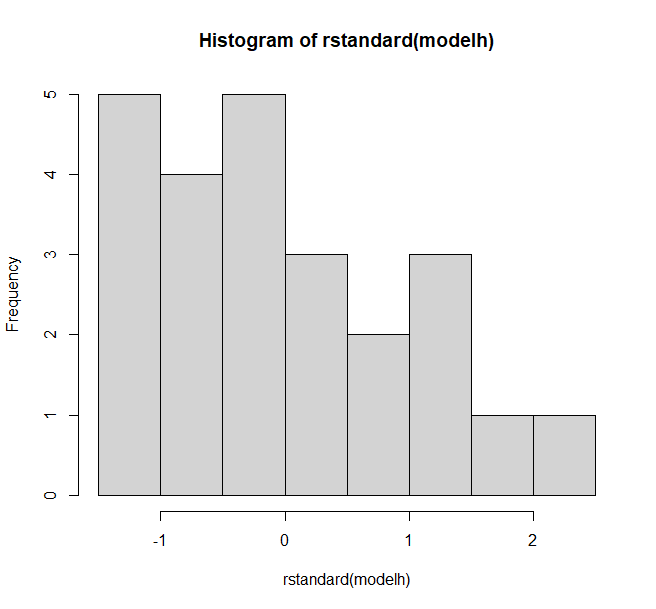 Histogram of rstandard(modelh)
Frequency
5
4
3
2
1
0
-1 0 1 2
rstandard(modelh)